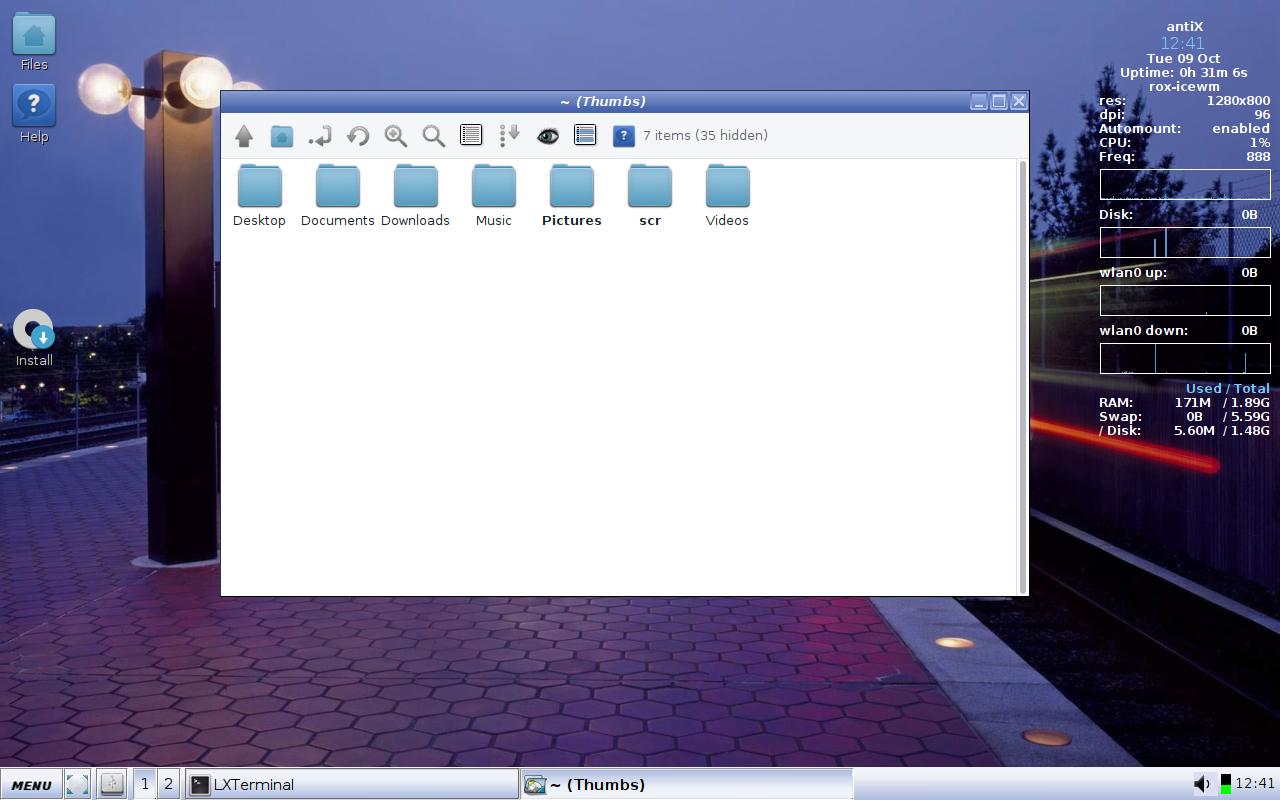 Files
Help
Install
~ (Thumbs)
7 items (35 hidden)
Desktop
Documents
Downloads
Music
Pictures
scr
Videos
antiX
12:41
Tue 09 Oct
Uptime: 0h 31m 6s
rox-icewm
res: 1280x800
dpi: 96
Automount: enabled
CPU: 1%
Freq: 888
Disk: 0B
wlan0 up: 0B
wlan0 down: 0B
Used / Total
RAM: 171M / 1.89G
Swap: 0B / 5.59G
/ Disk: 5.60M / 1.48G
MENU
1
2
LXTerminal
~ (Thumbs)
12:41